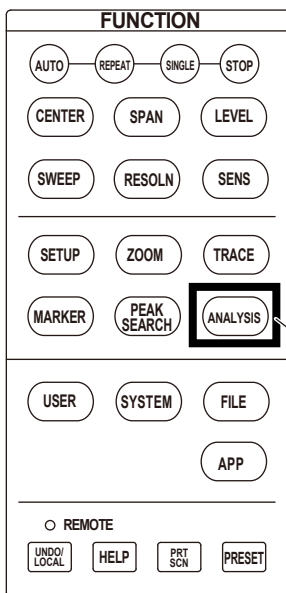 FUNCTION
AUTO REPEAT SINGLE STOP
CENTER SPAN LEVEL
SWEEP RESOLN SENS
SETUP ZOOM TRACE
MARKER PEAK SEARCH ANALYSIS
USER SYSTEM FILE
APP
REMOTE
UNDO/ LOCAL HELP PRT SCN PRESET